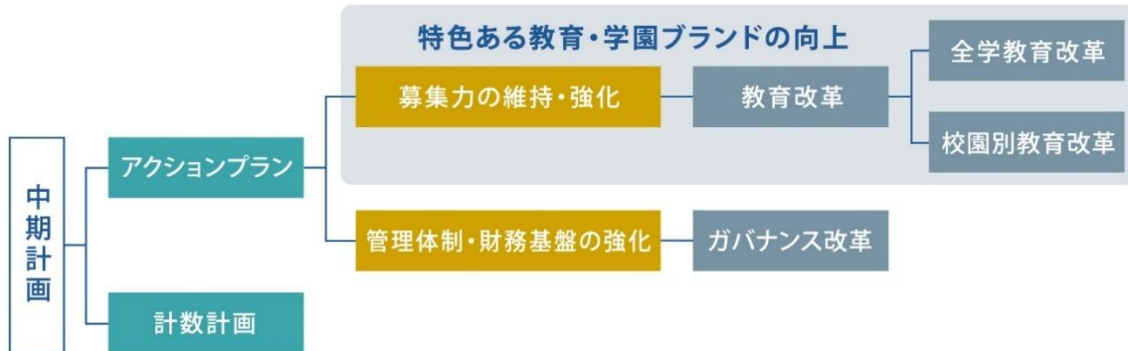 特色ある教育・学園ブランドの向上
募集力の維持・強化
教育改革
全学教育改革
校園別教育改革
中期計画
アクションプラン
管理体制・財務基盤の強化
ガバナンス改革
計数計画